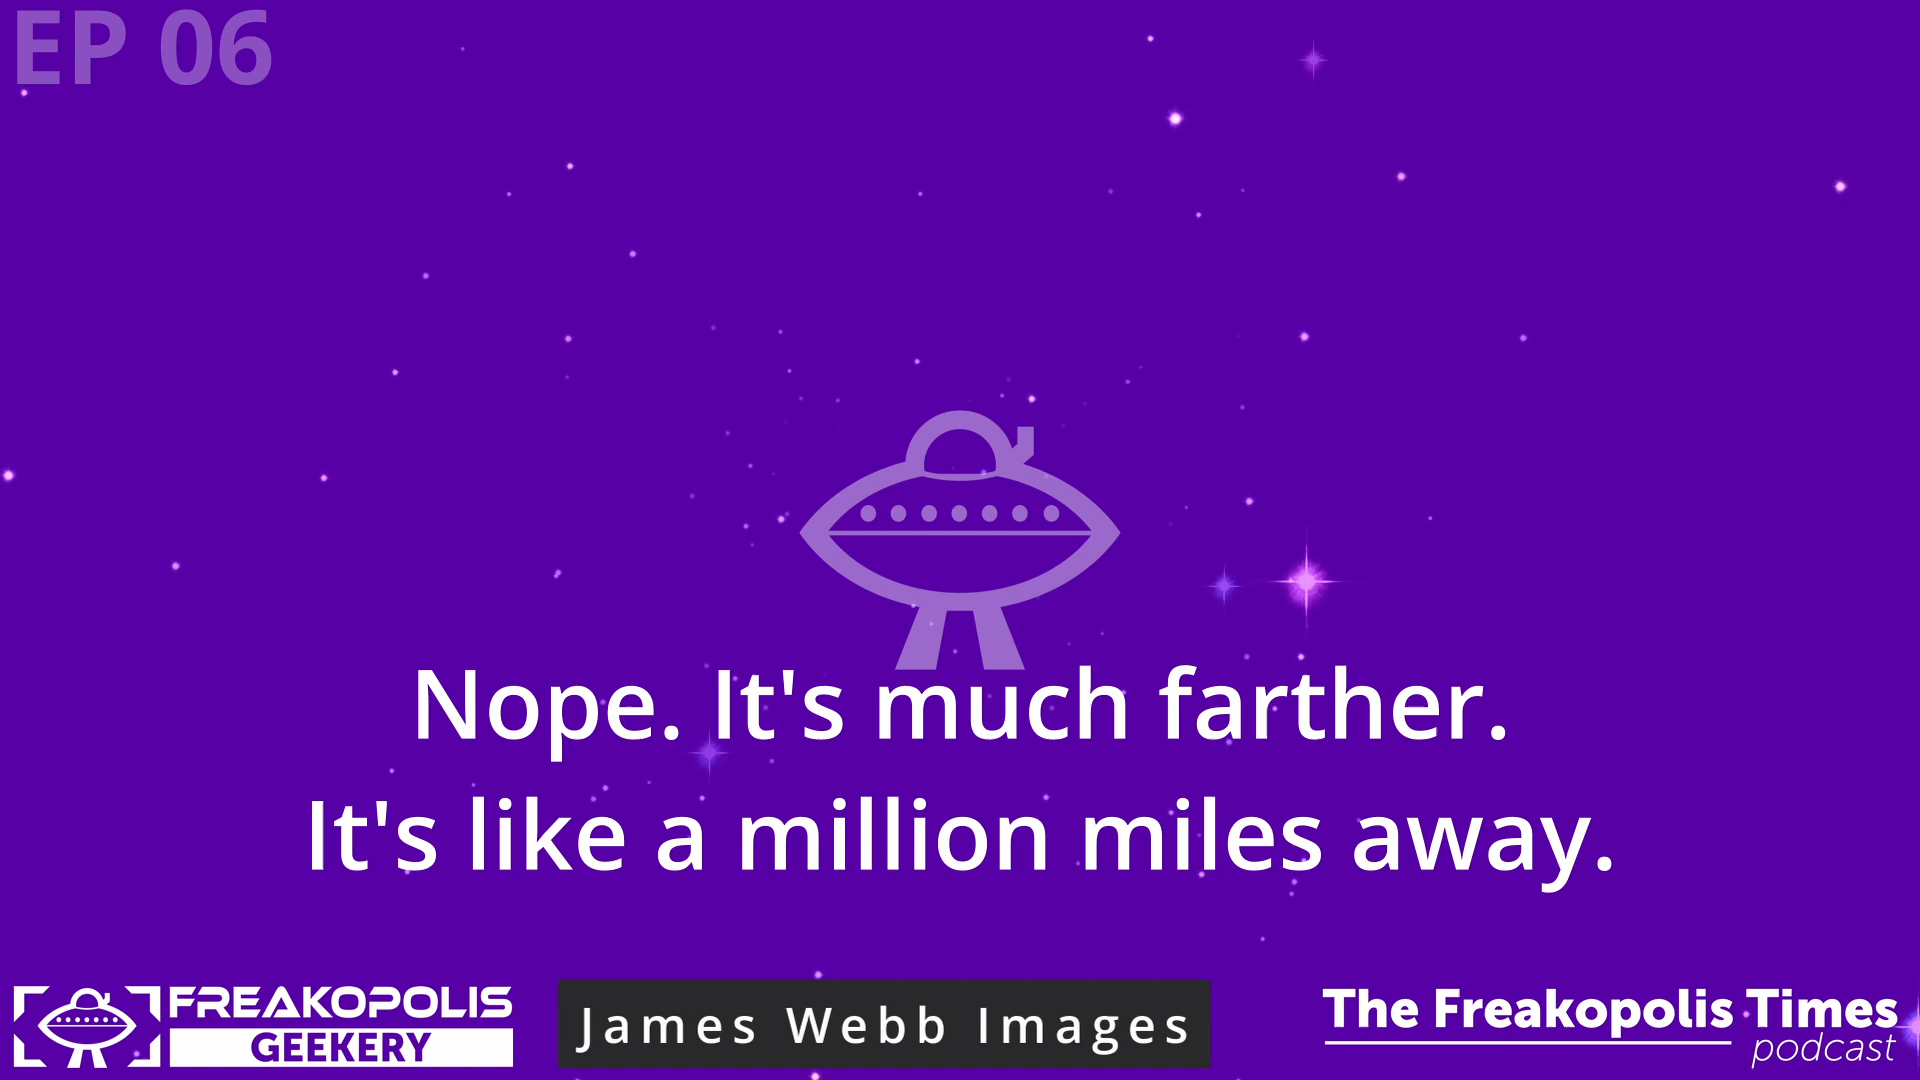 EP 06
Nope. It's much farther.
It's like a million miles away.
FREAKOPOLIS
GEEKERY
James Webb Images
The Freakopolis Times
podcast